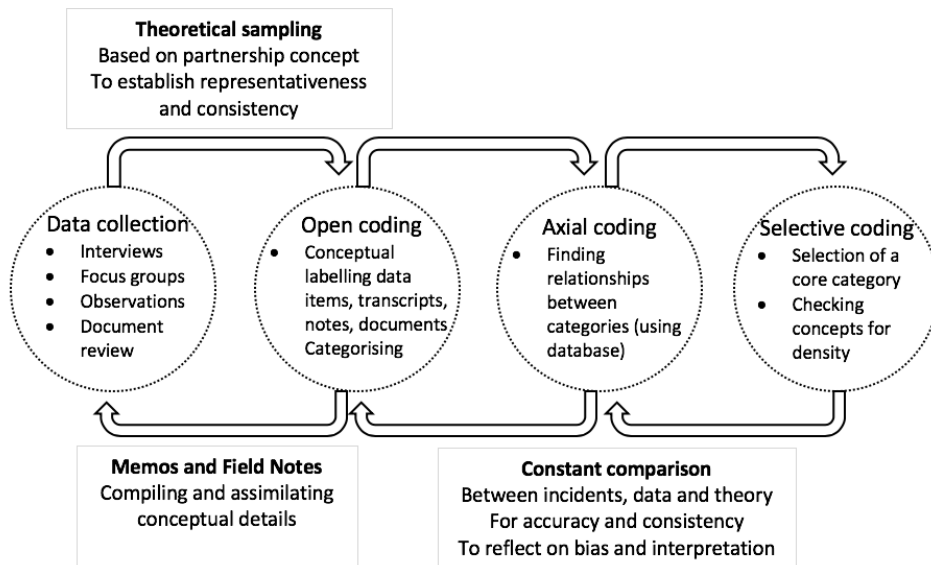 Theoretical sampling
Based on partnership concept
To establish representativeness
and consistency
Data collection
• Interviews
• Focus groups
• Observations
• Document
review
Open coding
• Conceptual
labelling data
items, transcripts,
notes, documents
Categorising
Axial coding
• Finding
relationships
between
categories (using
database)
Selective coding
• Selection of a
core category
• Checking
concepts for
density
Memos and Field Notes
Compiling and assimilating
conceptual details
Constant comparison
Between incidents, data and theory
For accuracy and consistency
To reflect on bias and interpretation